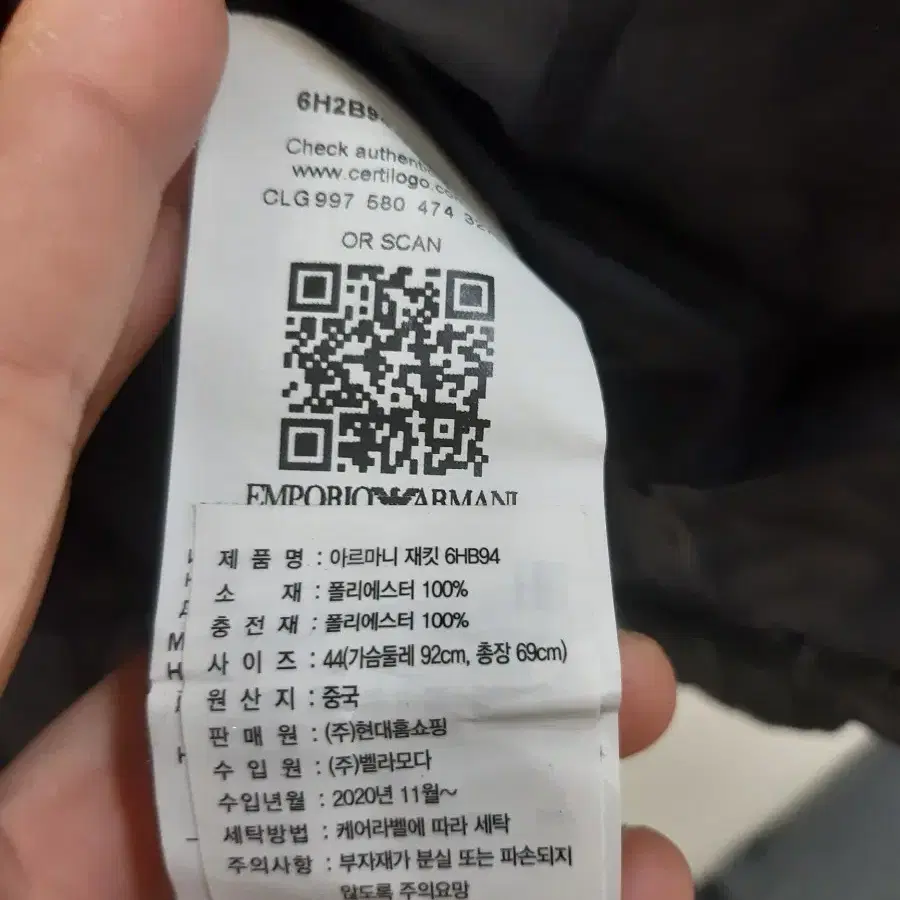 6H2B9
Check authenti
www.certilogo.c
CLG 997 580 474 32
OR SCAN
EMPORIO ARMANI
제품명 : 아르마니 재킷 6HB94
소재 : 폴리에스터 100%
충전재 : 폴리에스터 100%
사이즈 : 44(가슴둘레 92cm, 총장 69cm)
원산지 : 중국
판매원 : (주)현대홈쇼핑
수입원 : (주)벨라모다
수입년월 : 2020년 11월~
세탁방법 : 케어라벨에 따라 세탁
주의사항 : 부자재가 분실 또는 파손되지
않도록 주의요망